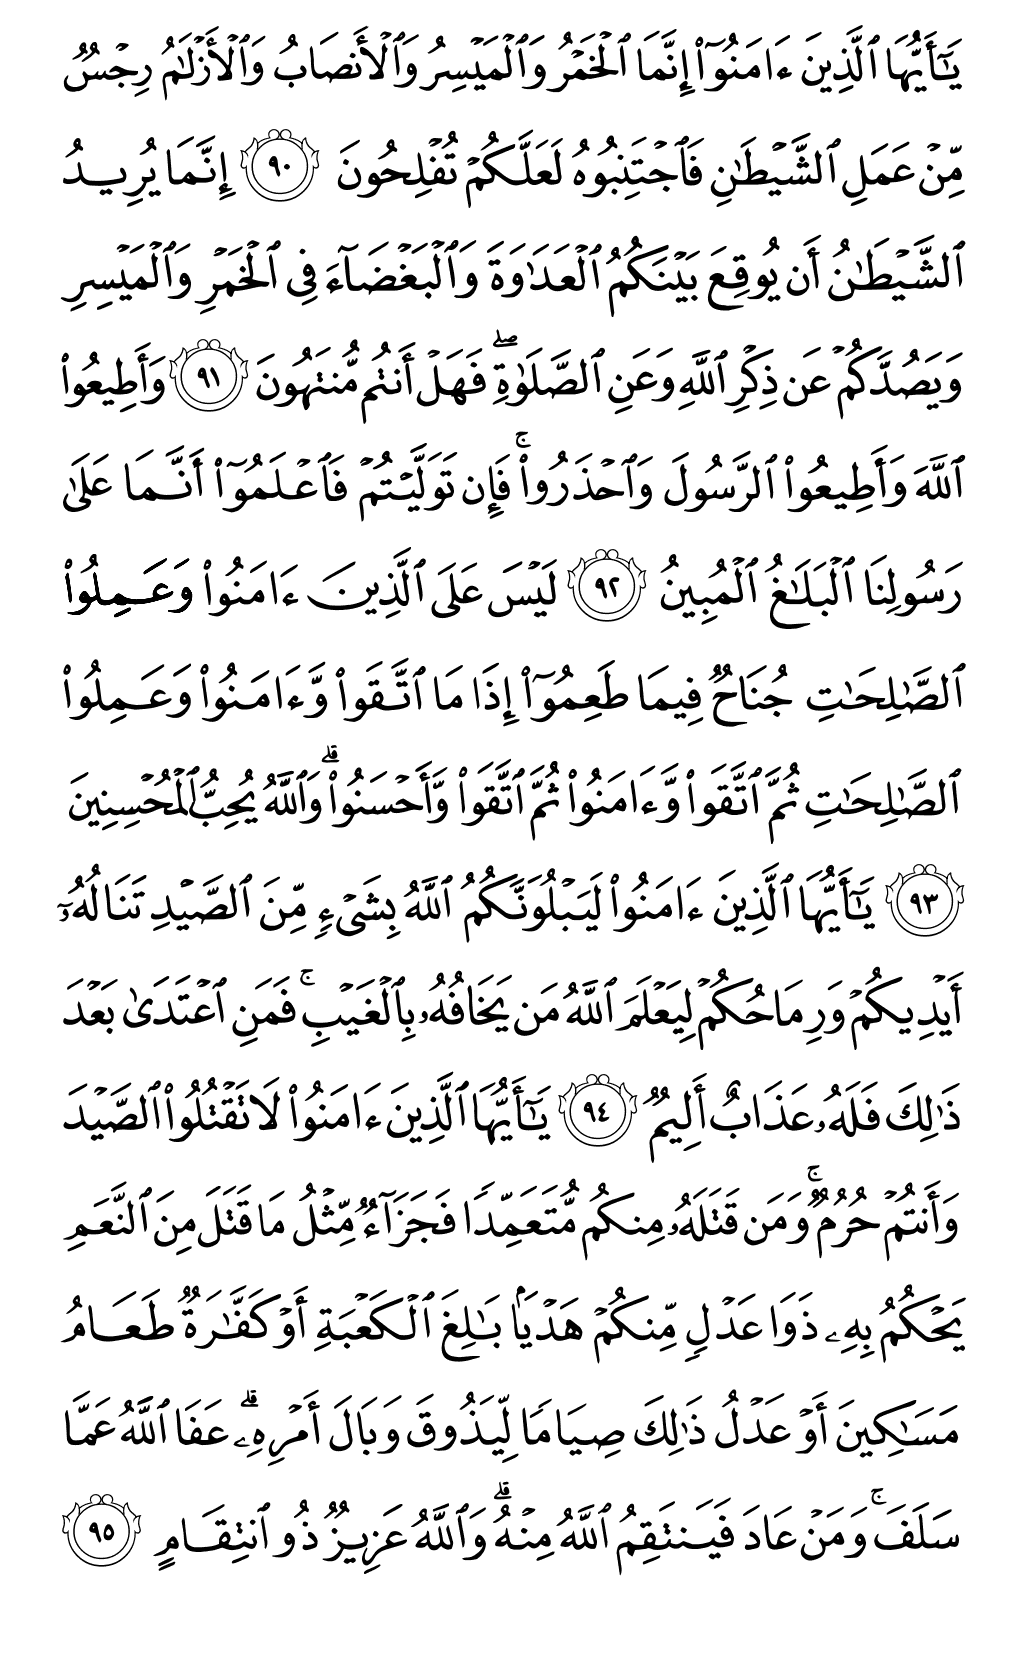 يَـٰٓأَيُّهَا ٱلَّذِينَ ءَامَنُوٓا۟ إِنَّمَا ٱلْخَمْرُ وَٱلْمَيْسِرُ وَٱلْأَنصَابُ وَٱلْأَزْلَـٰمُ رِجْسٌ
مِّنْ عَمَلِ ٱلشَّيْطَـٰنِ فَٱجْتَنِبُوهُ لَعَلَّكُمْ تُفْلِحُونَ ٩٠ إِنَّمَا يُرِيدُ
ٱلشَّيْطَـٰنُ أَن يُوقِعَ بَيْنَكُمُ ٱلْعَدَٰوَةَ وَٱلْبَغْضَآءَ فِى ٱلْخَمْرِ وَٱلْمَيْسِرِ
وَيَصُدَّكُمْ عَن ذِكْرِ ٱللَّهِ وَعَنِ ٱلصَّلَوٰةِ ۖ فَهَلْ أَنتُم مُّنتَهُونَ ٩١ وَأَطِيعُوا۟
ٱللَّهَ وَأَطِيعُوا۟ ٱلرَّسُولَ وَٱحْذَرُوا۟ ۚ فَإِن تَوَلَّيْتُمْ فَٱعْلَمُوٓا۟ أَنَّمَا عَلَىٰ
رَسُولِنَا ٱلْبَلَـٰغُ ٱلْمُبِينُ ٩٢ لَيْسَ عَلَى ٱلَّذِينَ ءَامَنُوا۟ وَعَمِلُوا۟
ٱلصَّـٰلِحَـٰتِ جُنَاحٌ فِيمَا طَعِمُوٓا۟ إِذَا مَا ٱتَّقَوا۟ وَّءَامَنُوا۟ وَعَمِلُوا۟
ٱلصَّـٰلِحَـٰتِ ثُمَّ ٱتَّقَوا۟ وَّءَامَنُوا۟ ثُمَّ ٱتَّقَوا۟ وَّأَحْسَنُوا۟ ۗ وَٱللَّهُ يُحِبُّ ٱلْمُحْسِنِينَ
٩٣ يَـٰٓأَيُّهَا ٱلَّذِينَ ءَامَنُوا۟ لَيَبْلُوَنَّكُمُ ٱللَّهُ بِشَىْءٍ مِّنَ ٱلصَّيْدِ تَنَالُهُۥٓ
أَيْدِيكُمْ وَرِمَاحُكُمْ لِيَعْلَمَ ٱللَّهُ مَن يَخَافُهُۥ بِٱلْغَيْبِ ۚ فَمَنِ ٱعْتَدَىٰ بَعْدَ
ذَٰلِكَ فَلَهُۥ عَذَابٌ أَلِيمٌ ٩٤ يَـٰٓأَيُّهَا ٱلَّذِينَ ءَامَنُوا۟ لَا تَقْتُلُوا۟ ٱلصَّيْدَ
وَأَنتُمْ حُرُمٌ ۚ وَمَن قَتَلَهُۥ مِنكُم مُّتَعَمِّدًا فَجَزَآءٌ مِّثْلُ مَا قَتَلَ مِنَ ٱلنَّعَمِ
يَحْكُمُ بِهِۦ ذَوَا عَدْلٍ مِّنكُمْ هَدْيًۢا بَـٰلِغَ ٱلْكَعْبَةِ أَوْ كَفَّـٰرَةٌ طَعَامُ
مَسَـٰكِينَ أَوْ عَدْلُ ذَٰلِكَ صِيَامًا لِّيَذُوقَ وَبَالَ أَمْرِهِۦ ۗ عَفَا ٱللَّهُ عَمَّا
سَلَفَ ۚ وَمَنْ عَادَ فَيَنتَقِمُ ٱللَّهُ مِنْهُ ۗ وَٱللَّهُ عَزِيزٌ ذُو ٱنتِقَامٍ ٩٥